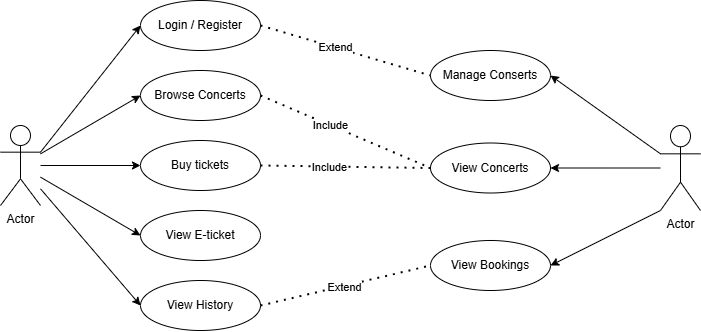 Login / Register
Extend
Manage Conserts
Browse Concerts
Include
Buy tickets
Include
View Concerts
Actor
Actor
View E-ticket
View Bookings
Extend
View History